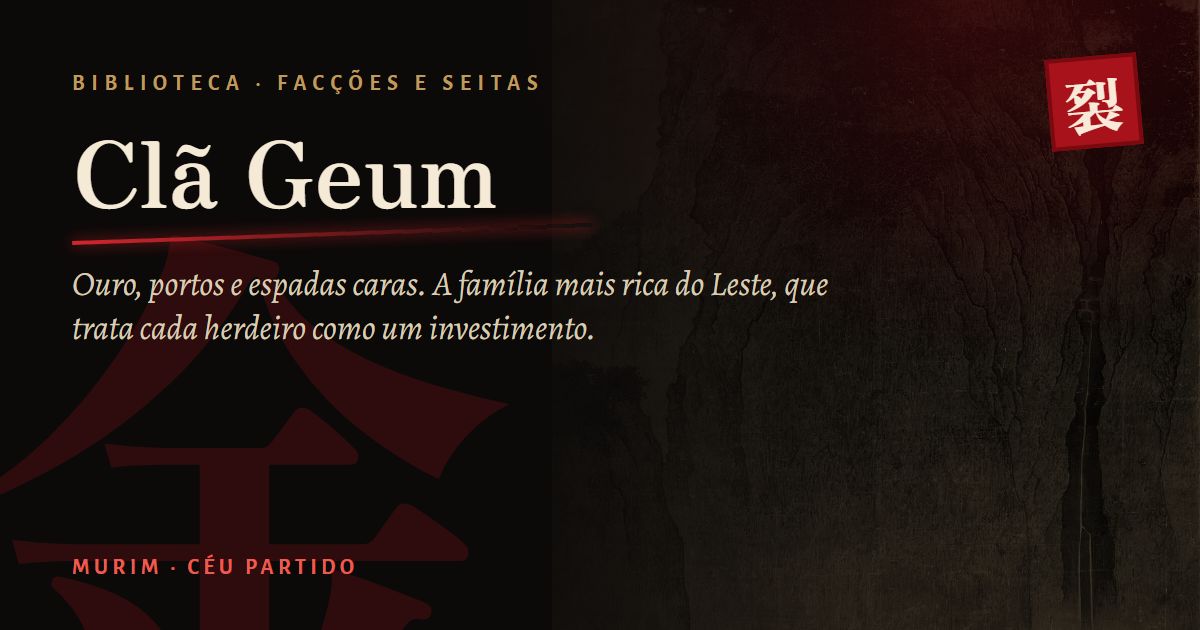 BIBLIOTECA · FACÇÕES E SEITAS
裂
Clã Geum
Ouro, portos e espadas caras. A família mais rica do Leste, que
trata cada herdeiro como um investimento.
金
MURIM · CÉU PARTIDO